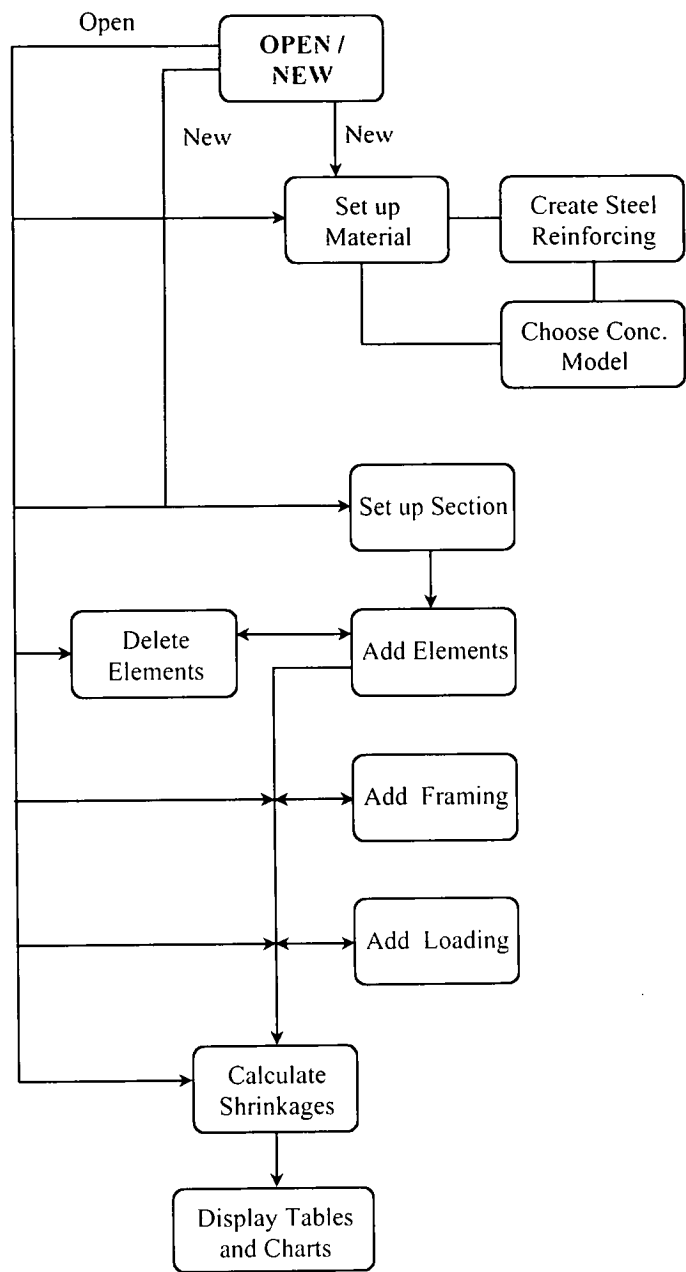 Open
OPEN /
NEW
New
New
Set up
Material
Create Steel
Reinforcing
Choose Conc.
Model
Set up Section
Delete
Elements
Add Elements
Add Framing
Add Loading
Calculate
Shrinkages
Display Tables
and Charts